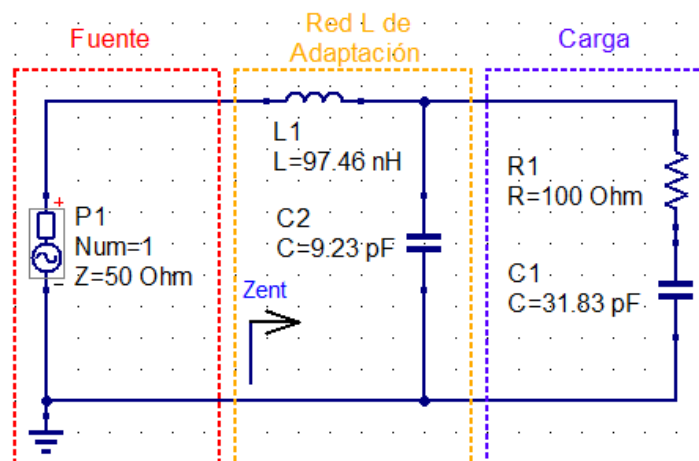 Fuente
Red L de
Adaptación
Carga
L1
L=97.46 nH
R1
R=100 Ohm
P1
Num=1
Z=50 Ohm
+
-
C2
C=9.23 pF
C1
C=31.83 pF
Zent